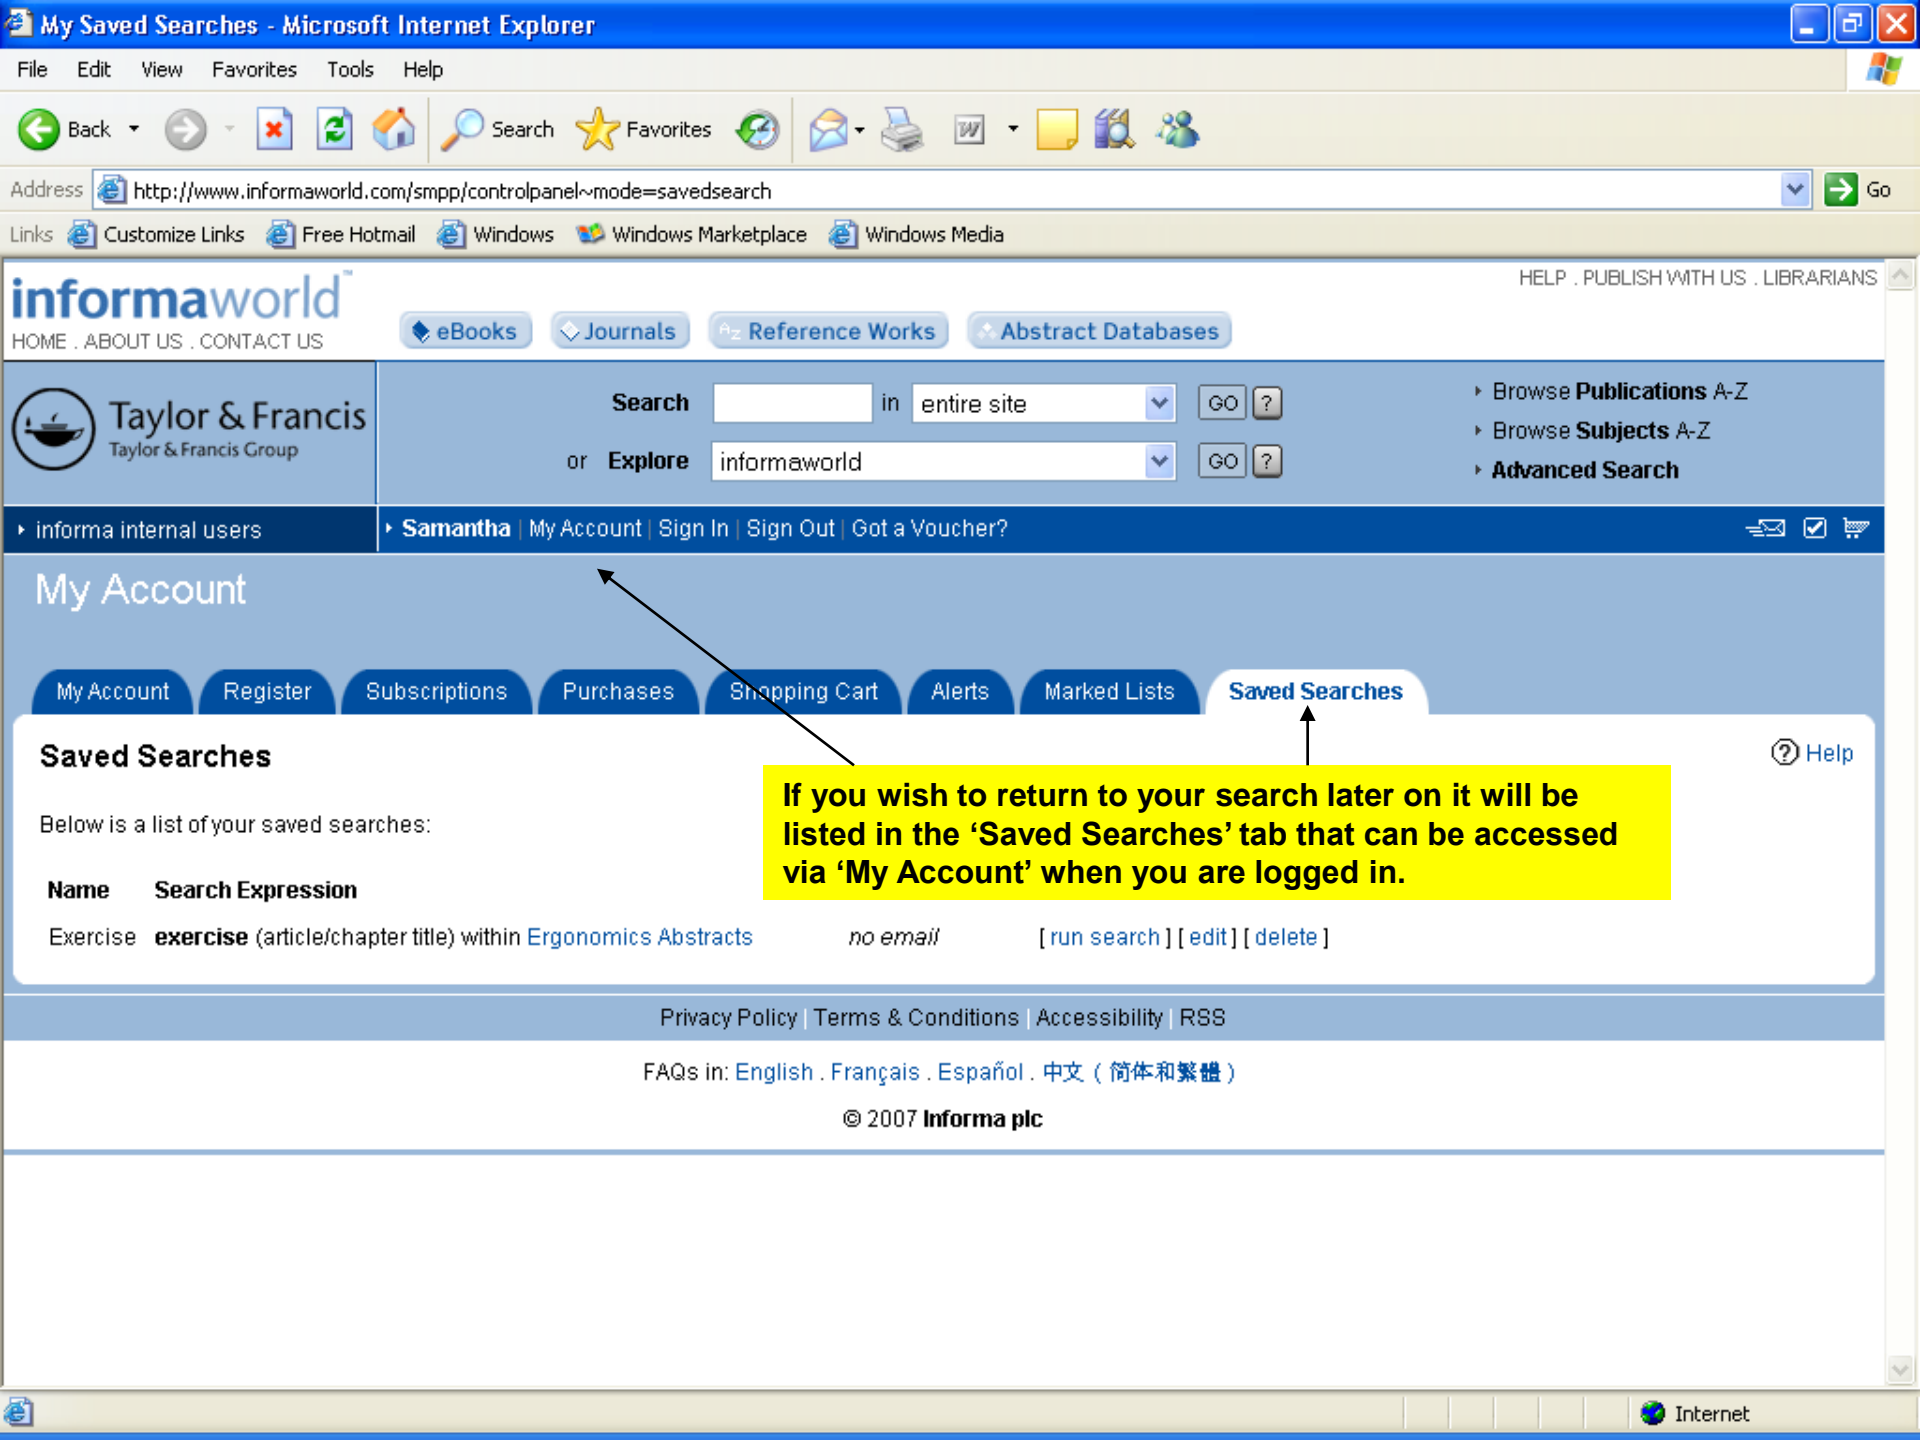 My Saved Searches - Microsoft Internet Explorer
File Edit View Favorites Tools Help
Back Search Favorites
Address http://www.informaworld.com/smpp/controlpanel~mode=savedsearch Go
Links Customize Links Free Hotmail Windows Windows Marketplace Windows Media
informaworld™
HELP . PUBLISH WITH US . LIBRARIANS
HOME . ABOUT US . CONTACT US
eBooks Journals A-Z Reference Works Abstract Databases
Taylor & Francis
Taylor & Francis Group
Search in entire site GO ?
or Explore informaworld GO ?
Browse Publications A-Z
Browse Subjects A-Z
Advanced Search
informa internal users
Samantha | My Account | Sign In | Sign Out | Got a Voucher?
My Account
My Account Register Subscriptions Purchases Shopping Cart Alerts Marked Lists Saved Searches
Saved Searches
? Help
If you wish to return to your search later on it will be
listed in the ‘Saved Searches’ tab that can be accessed
via ‘My Account’ when you are logged in.
Below is a list of your saved searches:
Name Search Expression
Exercise exercise (article/chapter title) within Ergonomics Abstracts no email [ run search ] [ edit ] [ delete ]
Privacy Policy | Terms & Conditions | Accessibility | RSS
FAQs in: English . Français . Español . 中文 ( 简体和繁體 )
© 2007 Informa plc
Internet